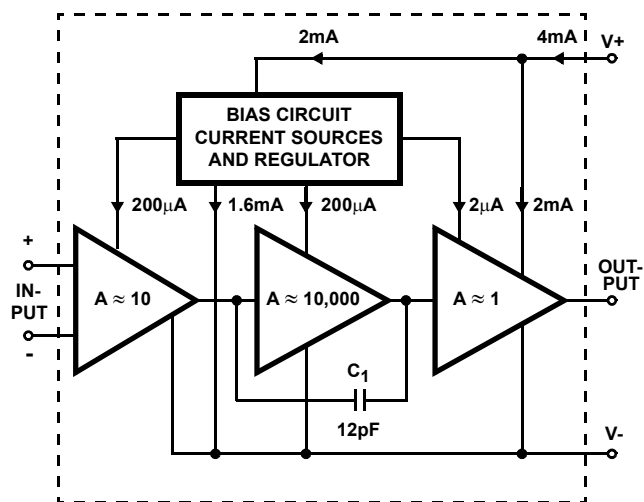 2mA
4mA
V+
BIAS CIRCUIT
CURRENT SOURCES
AND REGULATOR
200µA
1.6mA
200µA
2µA
2mA
+
IN-
PUT
-
A ≈ 10
A ≈ 10,000
A ≈ 1
OUT-
PUT
C1
12pF
V-